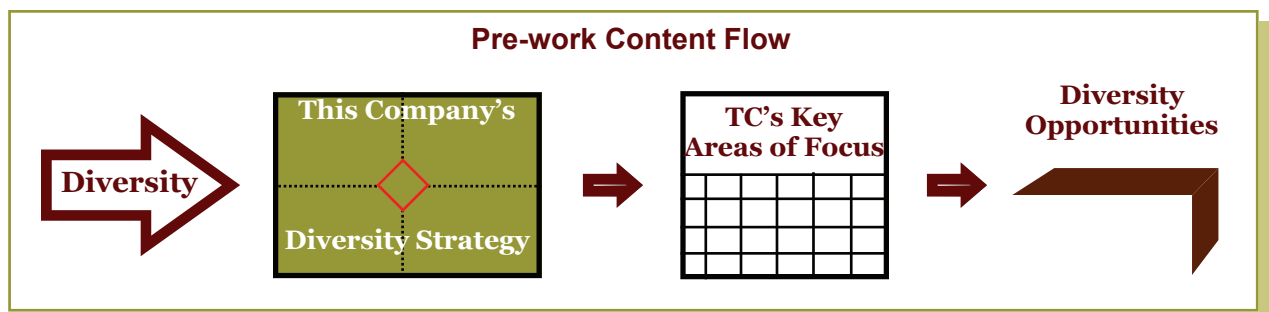 Pre-work Content Flow
Diversity
This Company’s
Diversity Strategy
TC’s Key
Areas of Focus
Diversity
Opportunities